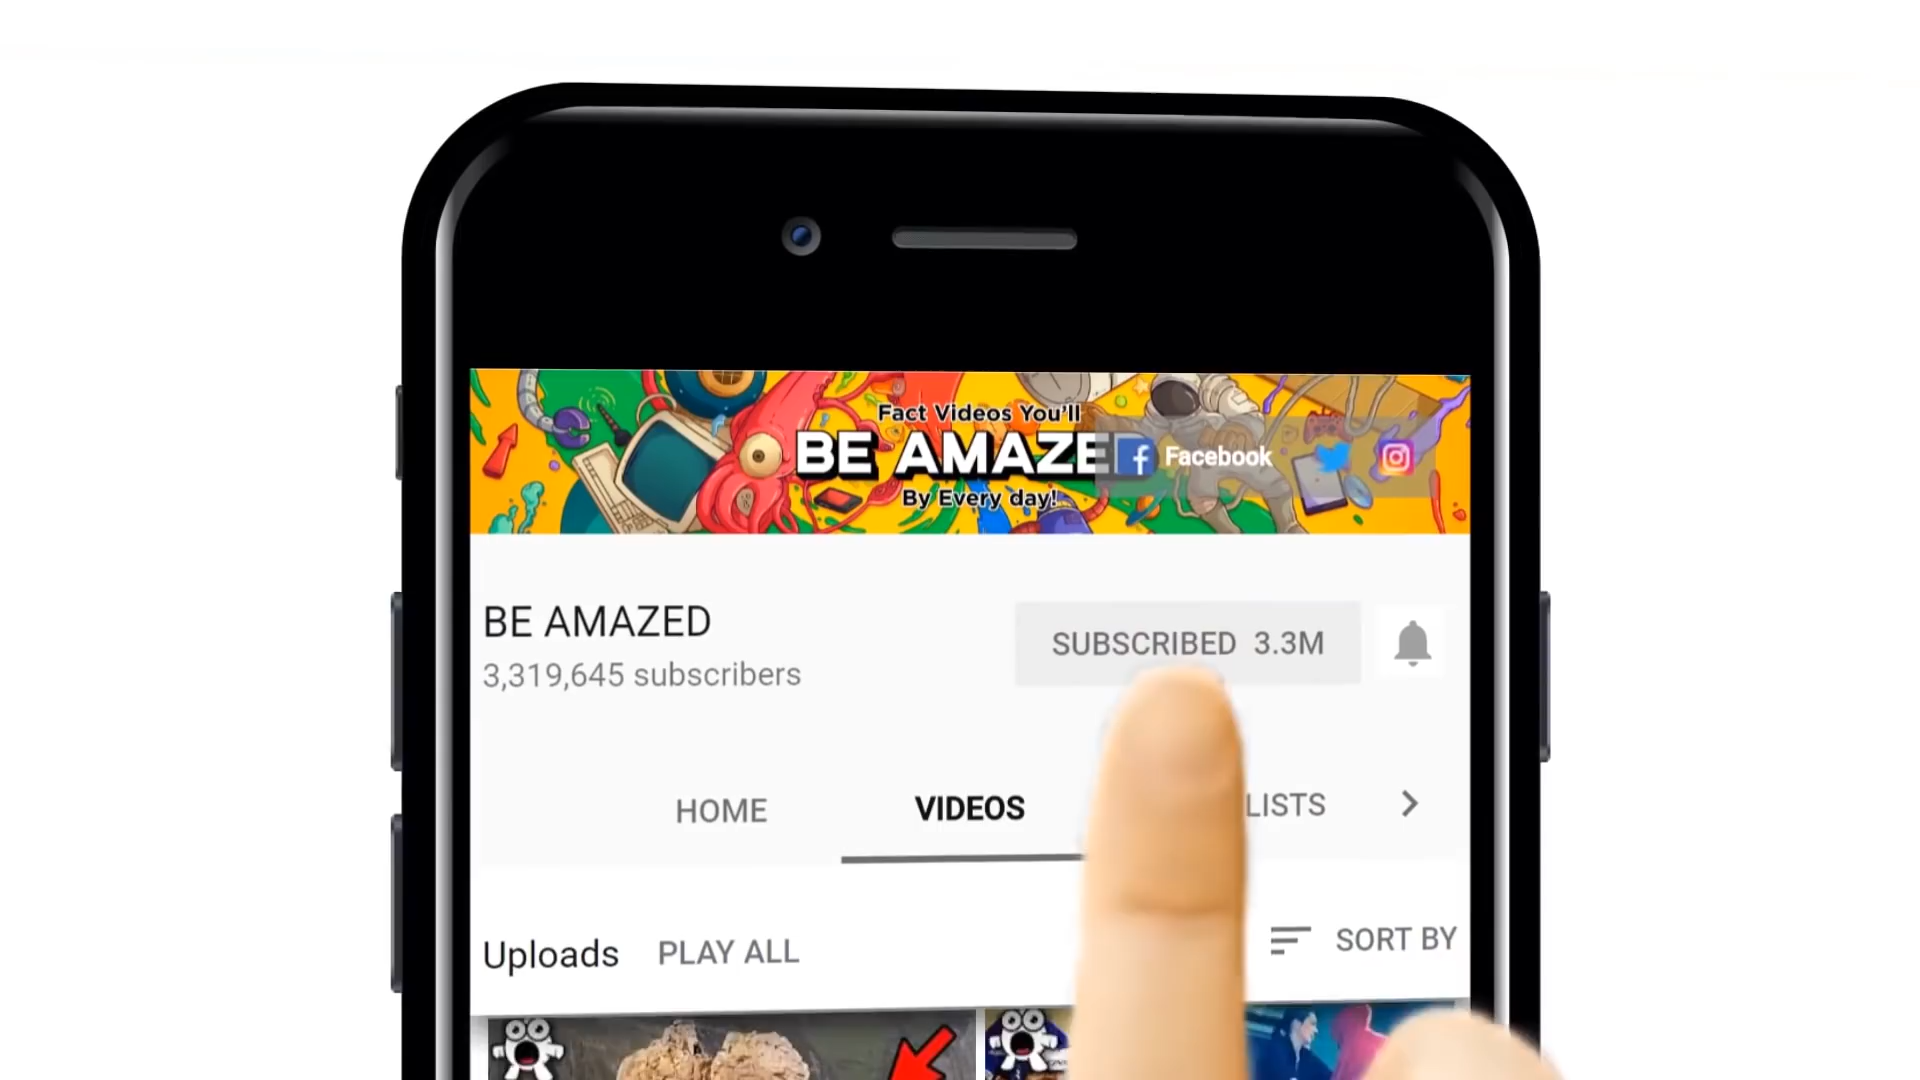 Fact Videos You'll
BE AMAZE
Facebook
By Every day!
BE AMAZED
SUBSCRIBED 3.3M
3,319,645 subscribers
HOME
VIDEOS
LISTS
Uploads
PLAY ALL
SORT BY